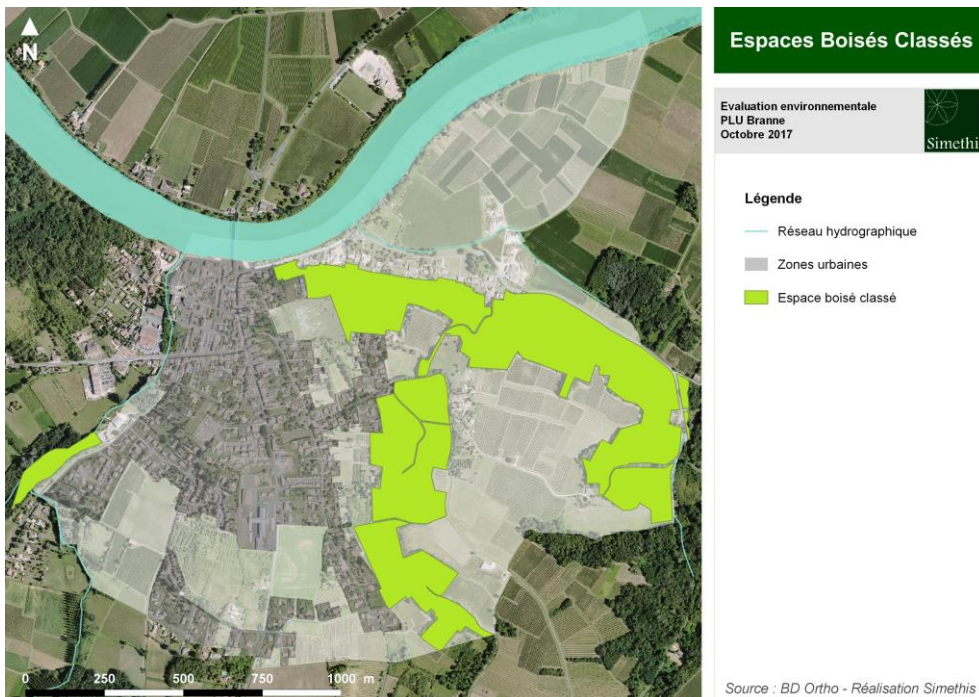 N
Espaces Boisés Classés
Evaluation environnementale
PLU Branne
Octobre 2017
Simethi
Légende
Réseau hydrographique
Zones urbaines
Espace boisé classé
0 250 500 750 1000 m
Source : BD Ortho - Réalisation Simethis